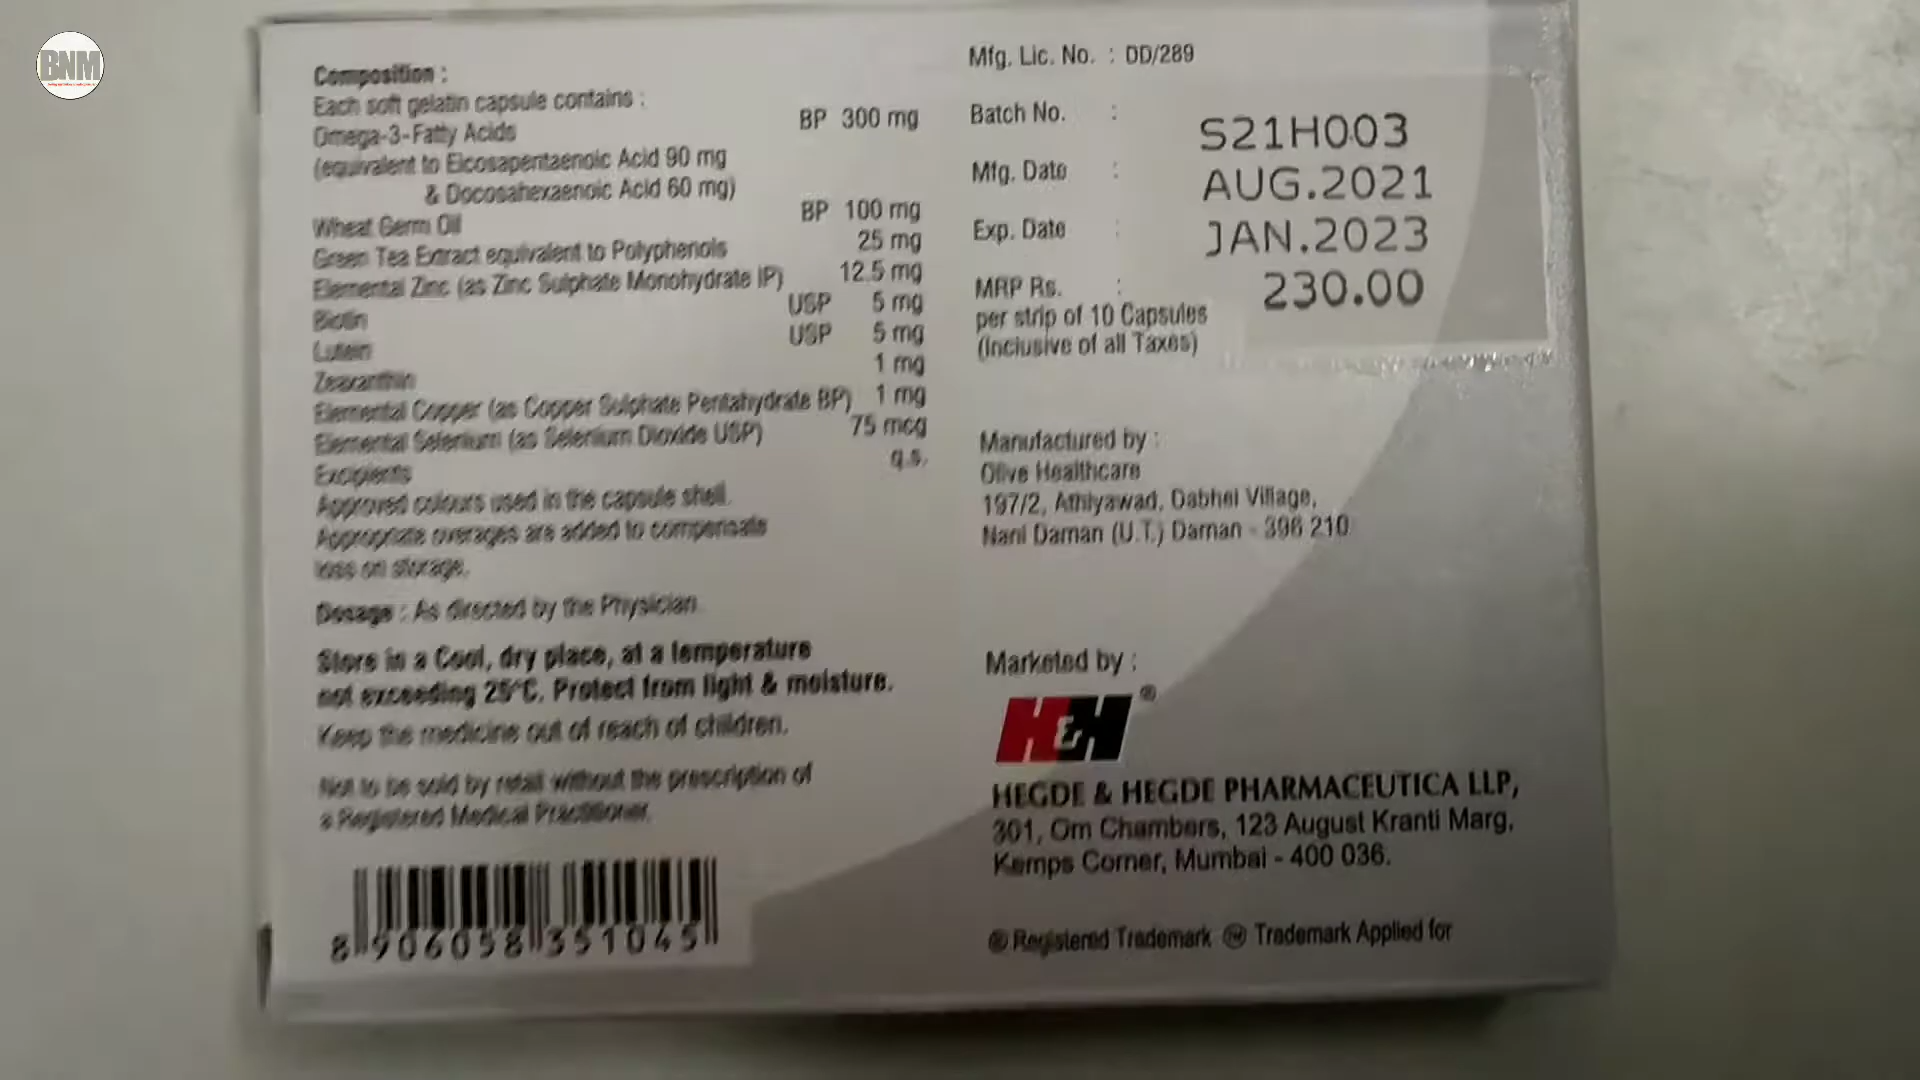 BNM
Composition :
Each soft gelatin capsule contains :
Omega-3-Fatty Acids BP 300 mg
(equivalent to Eicosapentaenoic Acid 90 mg
& Docosahexaenoic Acid 60 mg)
Wheat Germ Oil BP 100 mg
Green Tea Extract equivalent to Polyphenols 25 mg
Elemental Zinc (as Zinc Sulphate Monohydrate IP) 12.5 mg
Biotin USP 5 mg
Lutein USP 5 mg
Zeaxanthin 1 mg
Elemental Copper (as Copper Sulphate Pentahydrate BP) 1 mg
Elemental Selenium (as Selenium Dioxide USP) 75 mcg
Excipients q.s.
Approved colours used in the capsule shell.
Appropriate overages are added to compensate
loss on storage.
Dosage : As directed by the Physician.
Store in a Cool, dry place, at a temperature
not exceeding 25°C. Protect from light & moisture.
Keep the medicine out of reach of children.
Not to be sold by retail without the prescription of
a Registered Medical Practitioner.
8 906058 351045
Mfg. Lic. No. : DD/289
Batch No. : S21H003
Mfg. Date : AUG.2021
Exp. Date : JAN.2023
MRP Rs. : 230.00
per strip of 10 Capsules
(Inclusive of all Taxes)
Manufactured by :
Olive Healthcare
197/2, Athiyawad, Dabhel Village,
Nani Daman (U.T.) Daman - 396 210
Marketed by :
H&H ®
HEGDE & HEGDE PHARMACEUTICA LLP,
301, Om Chambers, 123 August Kranti Marg,
Kemps Corner, Mumbai - 400 036.
® Registered Trademark ™ Trademark Applied for